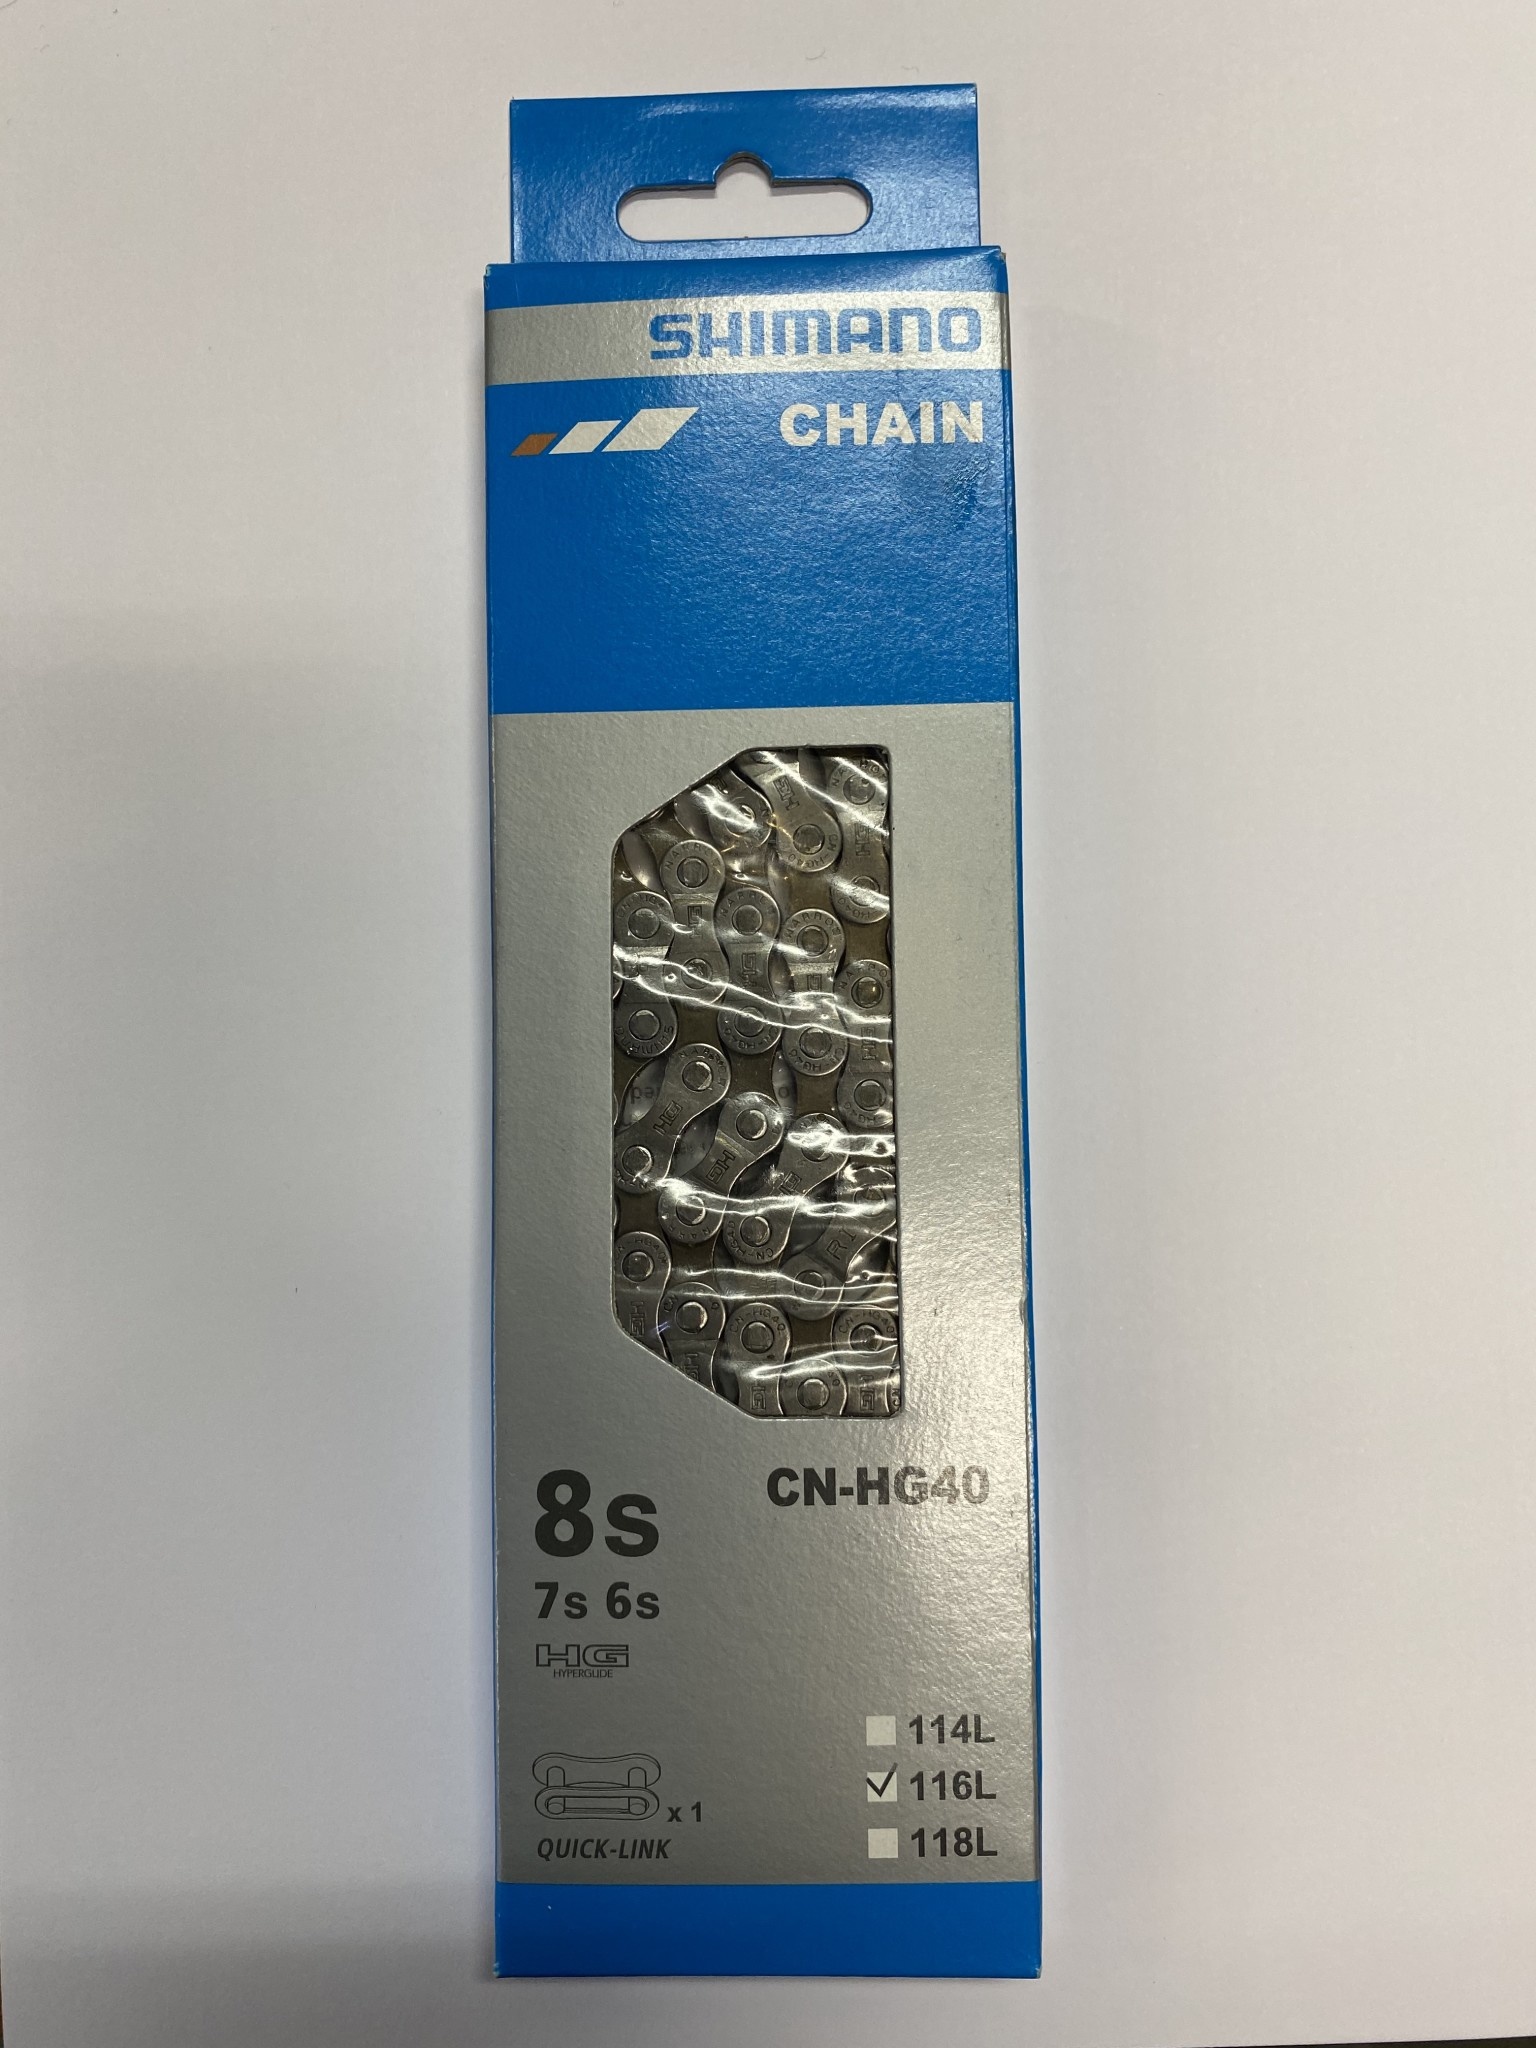 SHIMANO
CHAIN
8s
CN-HG40
7s 6s
HG
HYPERGLIDE
114L
116L
118L
x 1
QUICK-LINK